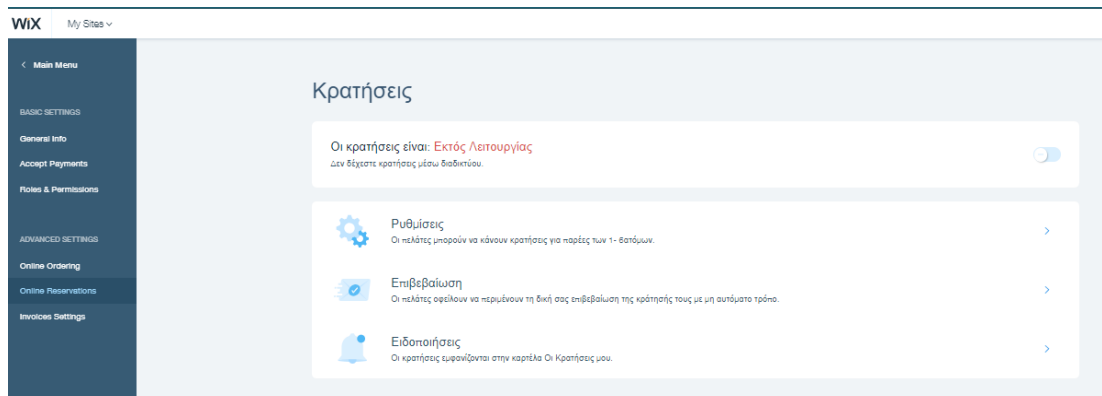 WiX My Sites
Main Menu
BASIC SETTINGS
General Info
Accept Payments
Roles & Permissions
ADVANCED SETTINGS
Online Ordering
Online Reservations
Invoices Settings
Κρατήσεις
Οι κρατήσεις είναι: Εκτός Λειτουργίας
Δεν δέχεστε κρατήσεις μέσω διαδικτύου.
Ρυθμίσεις
Οι πελάτες μπορούν να κάνουν κρατήσεις για παρέες των 1- 6ατόμων.
Επιβεβαίωση
Οι πελάτες οφείλουν να περιμένουν τη δική σας επιβεβαίωση της κράτησής τους με μη αυτόματο τρόπο.
Ειδοποιήσεις
Οι κρατήσεις εμφανίζονται στην καρτέλα Οι Κρατήσεις μου.